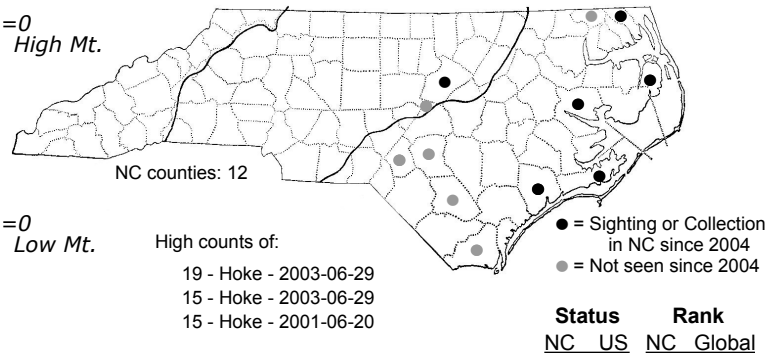 =0
High Mt.
NC counties: 12
=0
Low Mt.
High counts of:
19 - Hoke - 2003-06-29
15 - Hoke - 2003-06-29
15 - Hoke - 2001-06-20
= Sighting or Collection
in NC since 2004
= Not seen since 2004
Status Rank
NC US NC Global